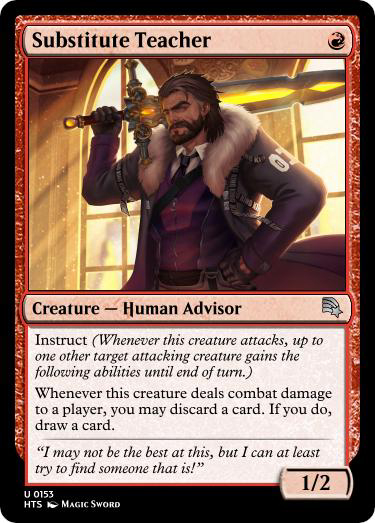 Substitute Teacher
Creature — Human Advisor
Instruct (Whenever this creature attacks, up to
one other target attacking creature gains the
following abilities until end of turn.)
Whenever this creature deals combat damage
to a player, you may discard a card. If you do,
draw a card.
“I may not be the best at this, but I can at least
try to find someone that is!”
1/2
U 0153
HTS Magic Sword